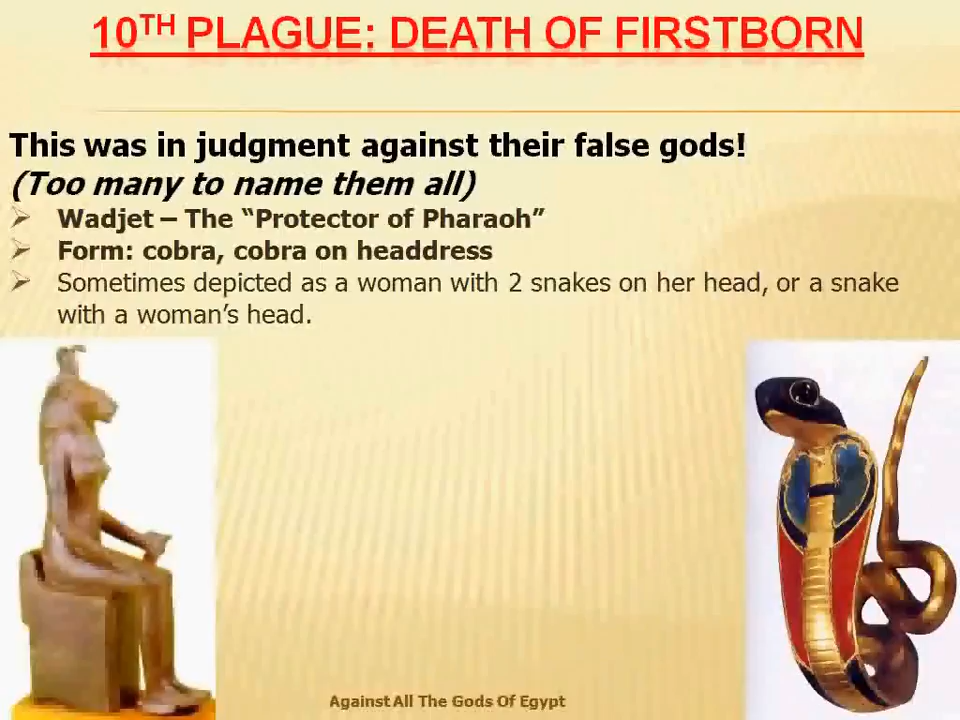 10TH PLAGUE: DEATH OF FIRSTBORN
This was in judgment against their false gods!
(Too many to name them all)
Wadjet – The “Protector of Pharaoh”
Form: cobra, cobra on headdress
Sometimes depicted as a woman with 2 snakes on her head, or a snake
with a woman’s head.
Against All The Gods Of Egypt